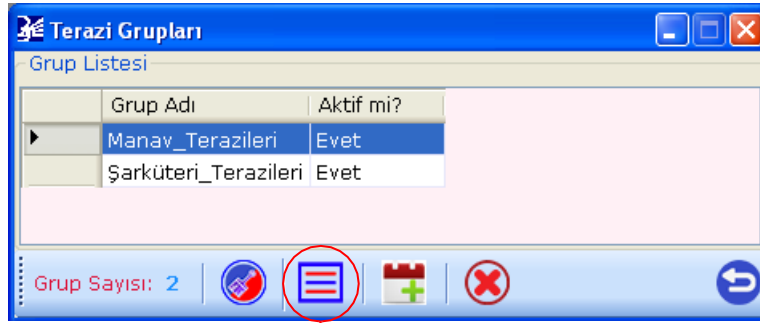 Terazi Grupları
Grup Listesi
Grup Adı Aktif mi?
Manav_Terazileri Evet
Şarküteri_Terazileri Evet
Grup Sayısı: 2